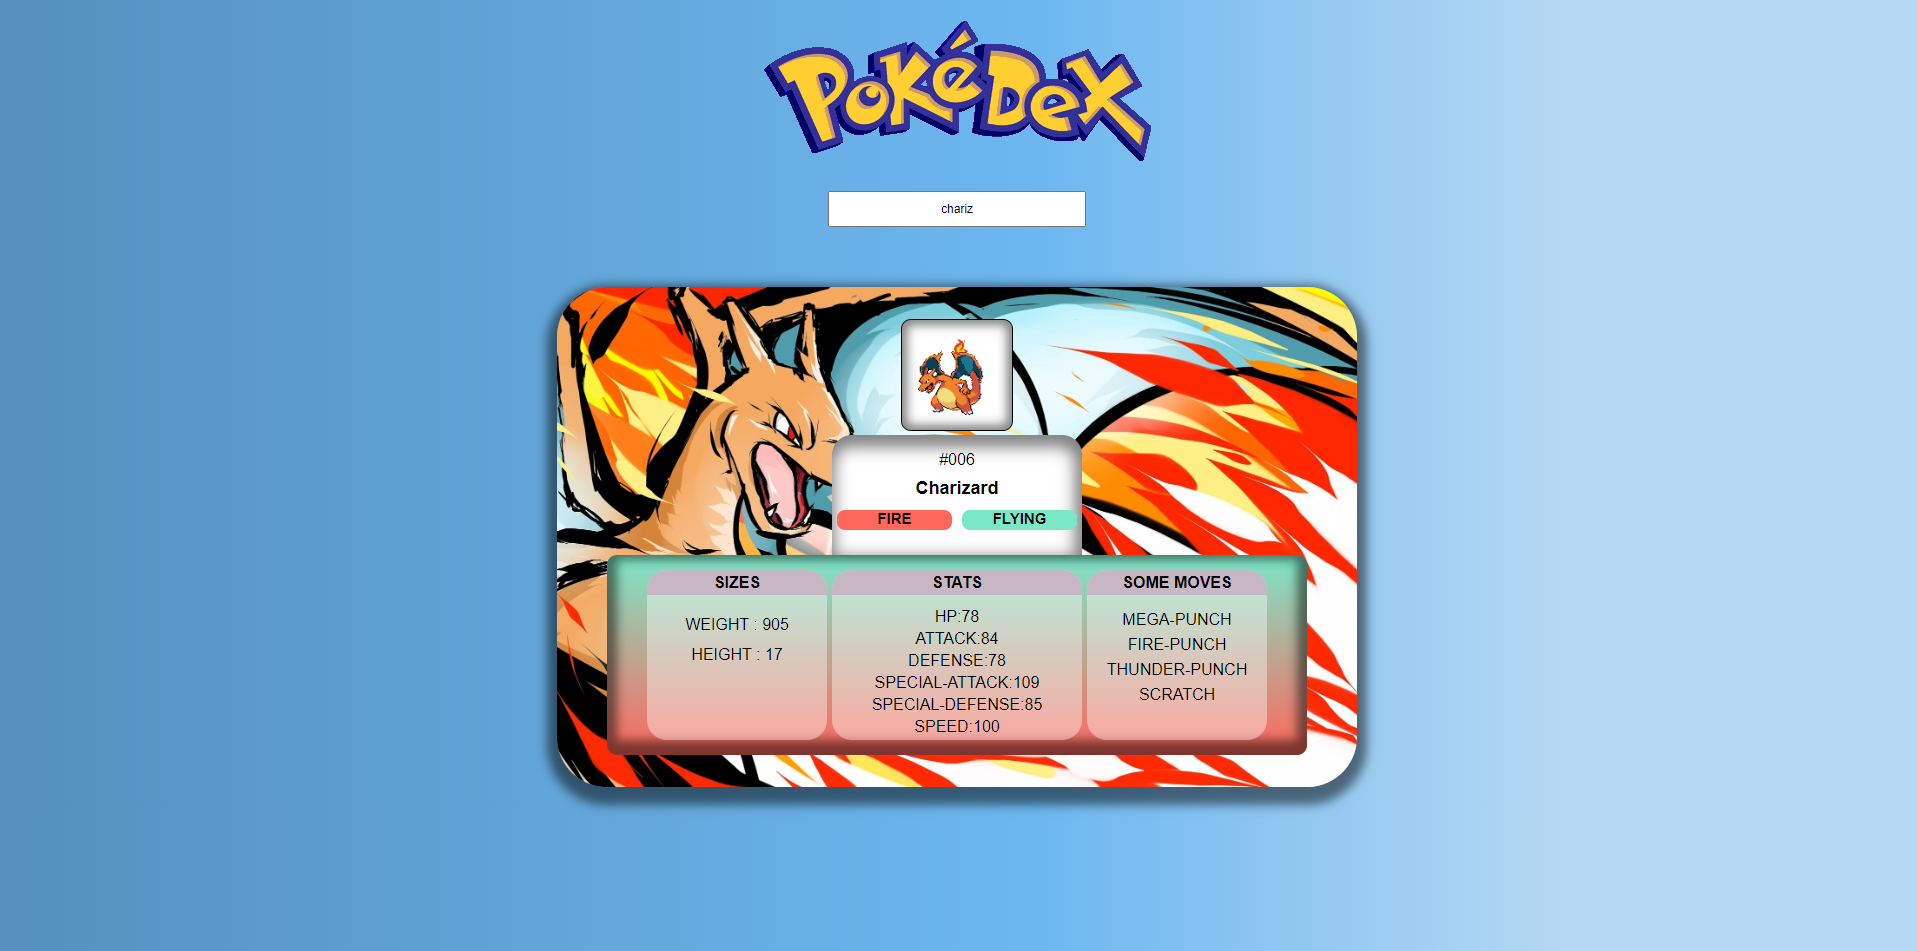 PoKéDex
chariz
#006
Charizard
FIRE FLYING
SIZES
WEIGHT : 905
HEIGHT : 17
STATS
HP:78
ATTACK:84
DEFENSE:78
SPECIAL-ATTACK:109
SPECIAL-DEFENSE:85
SPEED:100
SOME MOVES
MEGA-PUNCH
FIRE-PUNCH
THUNDER-PUNCH
SCRATCH